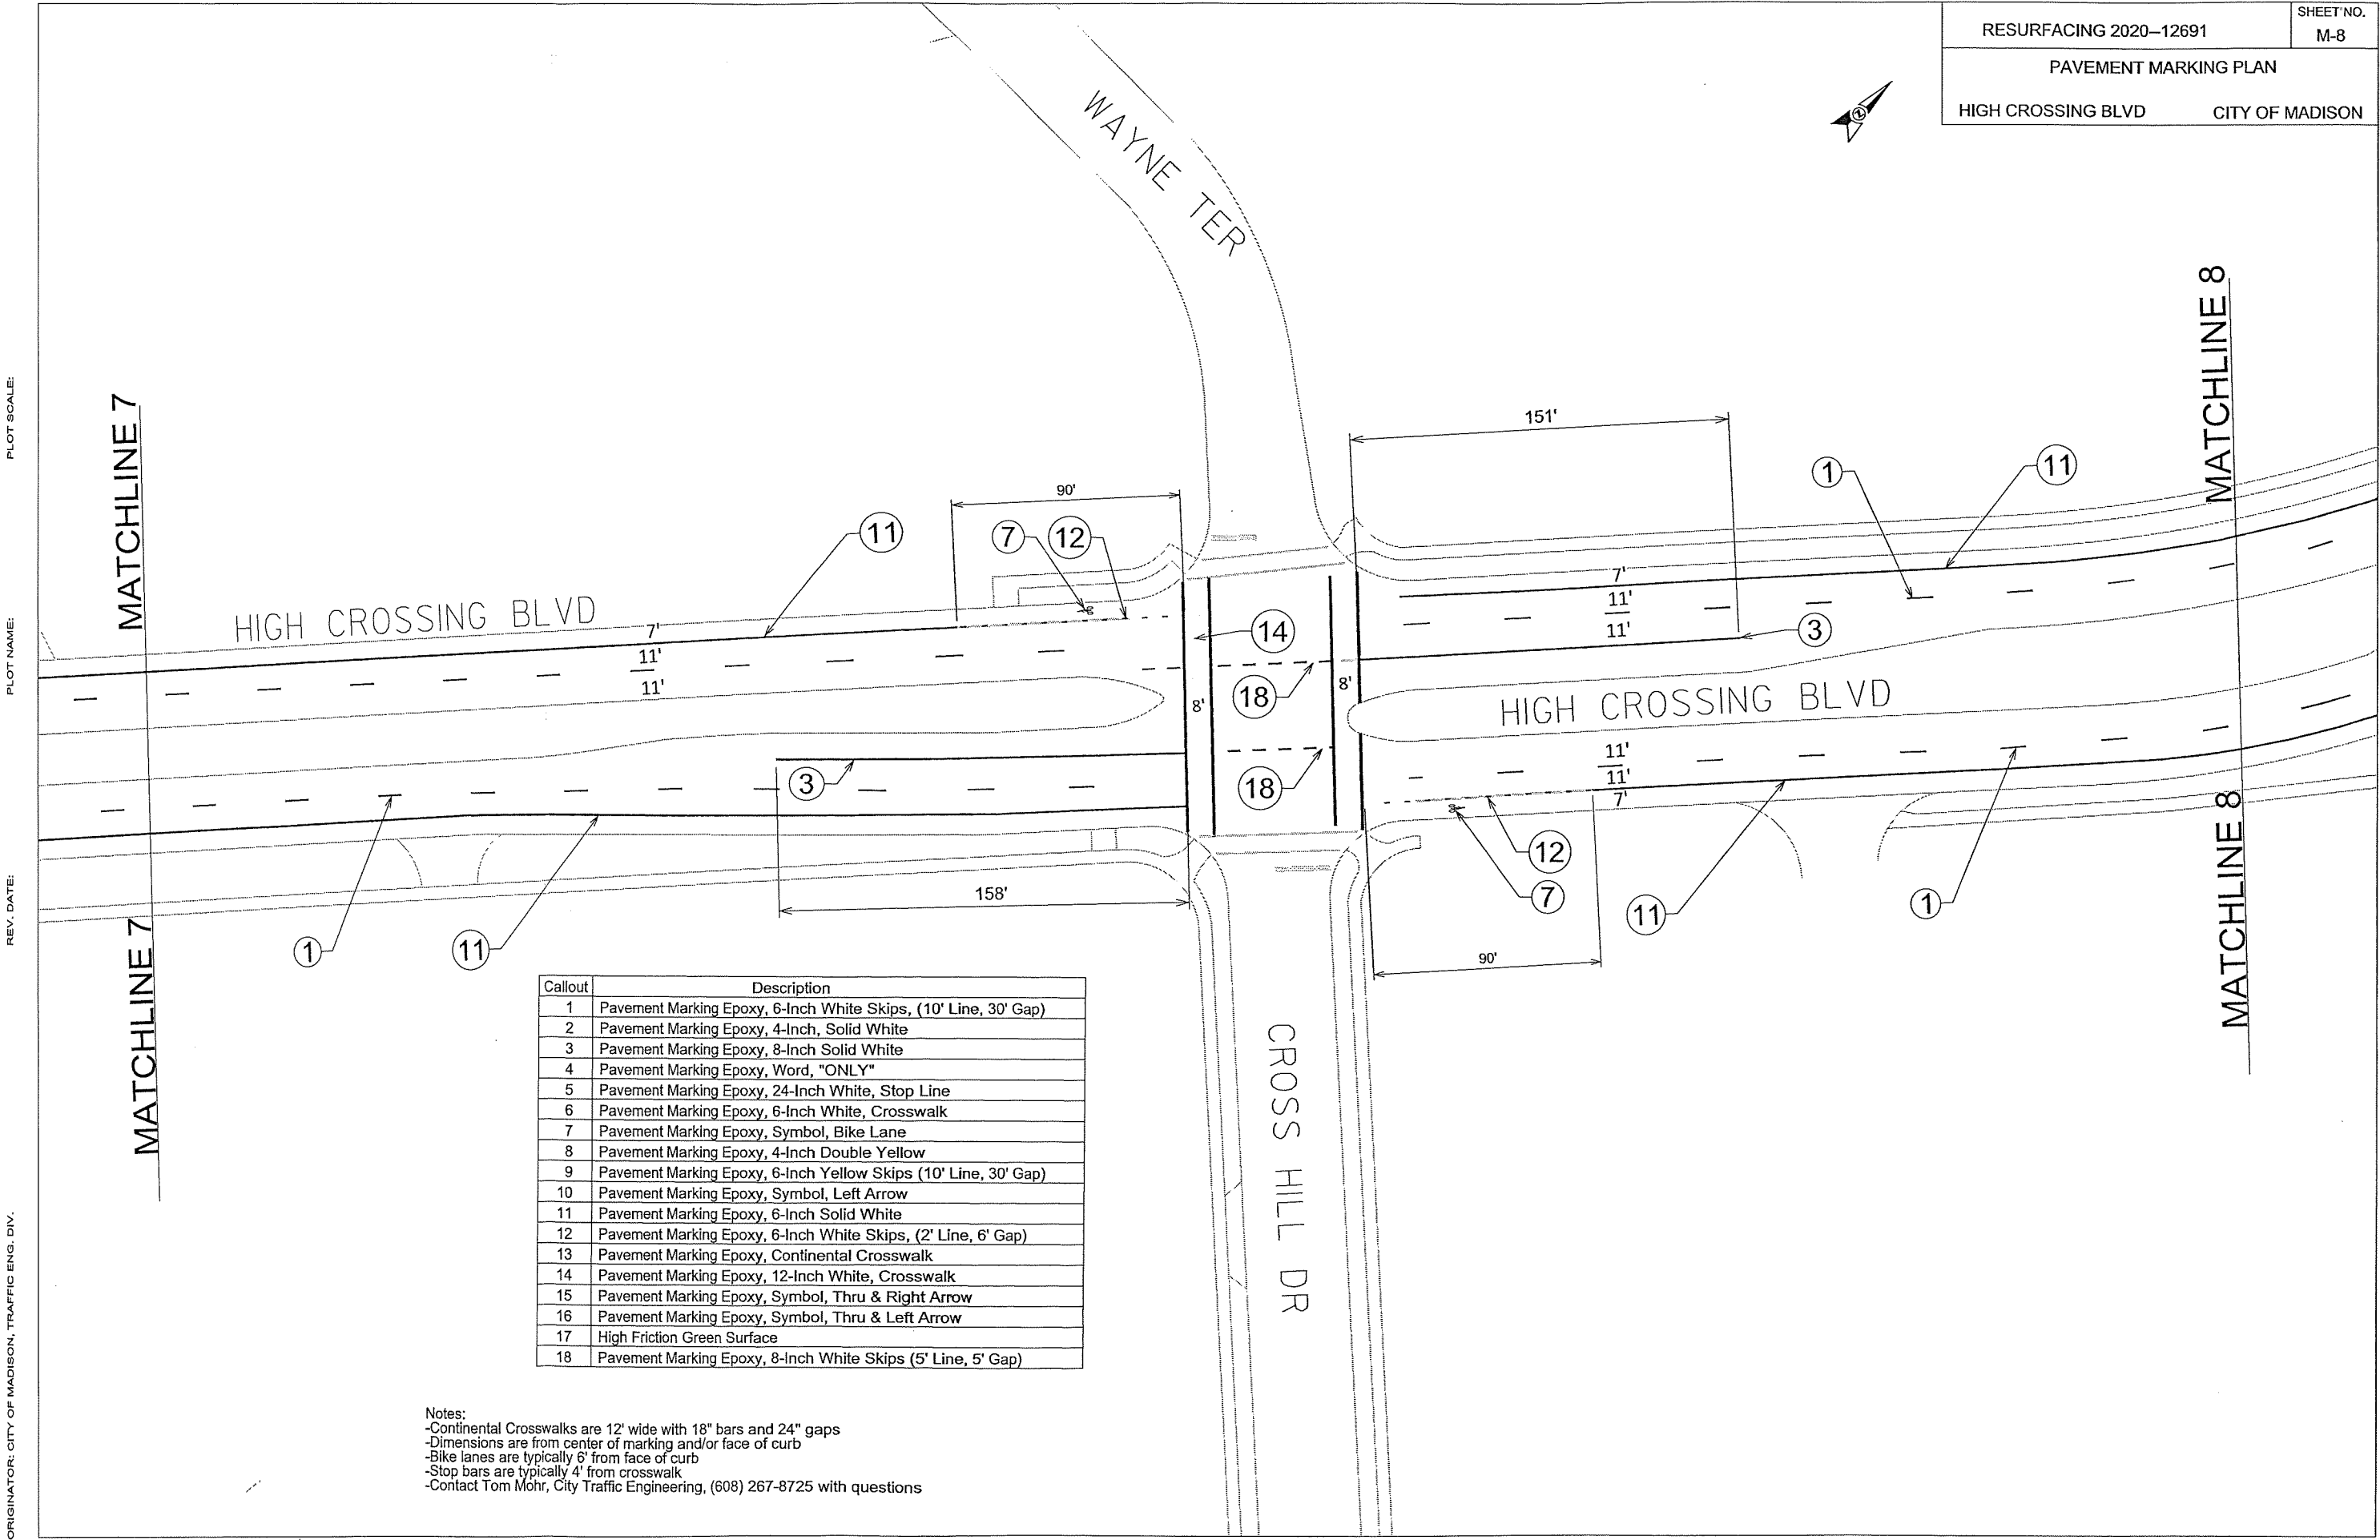 RESURFACING 2020–12691
SHEET NO.
M-8
PAVEMENT MARKING PLAN
HIGH CROSSING BLVD CITY OF MADISON
WAYNE TER
Z
MATCHLINE 7
MATCHLINE 8
HIGH CROSSING BLVD
90'
7
12
11
151'
1
11
7'
11'
11'
14
18
8'
8'
7'
11'
11'
3
HIGH CROSSING BLVD
3
18
11'
11'
7'
12
7
158'
1
11
90'
11
1
MATCHLINE 7
MATCHLINE 8
CROSS HILL DR
Callout Description
1 Pavement Marking Epoxy, 6-Inch White Skips, (10' Line, 30' Gap)
2 Pavement Marking Epoxy, 4-Inch, Solid White
3 Pavement Marking Epoxy, 8-Inch Solid White
4 Pavement Marking Epoxy, Word, "ONLY"
5 Pavement Marking Epoxy, 24-Inch White, Stop Line
6 Pavement Marking Epoxy, 6-Inch White, Crosswalk
7 Pavement Marking Epoxy, Symbol, Bike Lane
8 Pavement Marking Epoxy, 4-Inch Double Yellow
9 Pavement Marking Epoxy, 6-Inch Yellow Skips (10' Line, 30' Gap)
10 Pavement Marking Epoxy, Symbol, Left Arrow
11 Pavement Marking Epoxy, 6-Inch Solid White
12 Pavement Marking Epoxy, 6-Inch White Skips, (2' Line, 6' Gap)
13 Pavement Marking Epoxy, Continental Crosswalk
14 Pavement Marking Epoxy, 12-Inch White, Crosswalk
15 Pavement Marking Epoxy, Symbol, Thru & Right Arrow
16 Pavement Marking Epoxy, Symbol, Thru & Left Arrow
17 High Friction Green Surface
18 Pavement Marking Epoxy, 8-Inch White Skips (5' Line, 5' Gap)
Notes:
-Continental Crosswalks are 12' wide with 18" bars and 24" gaps
-Dimensions are from center of marking and/or face of curb
-Bike lanes are typically 6' from face of curb
-Stop bars are typically 4' from crosswalk
-Contact Tom Mohr, City Traffic Engineering, (608) 267-8725 with questions
PLOT SCALE:
PLOT NAME:
REV. DATE:
ORIGINATOR: CITY OF MADISON, TRAFFIC ENG. DIV.